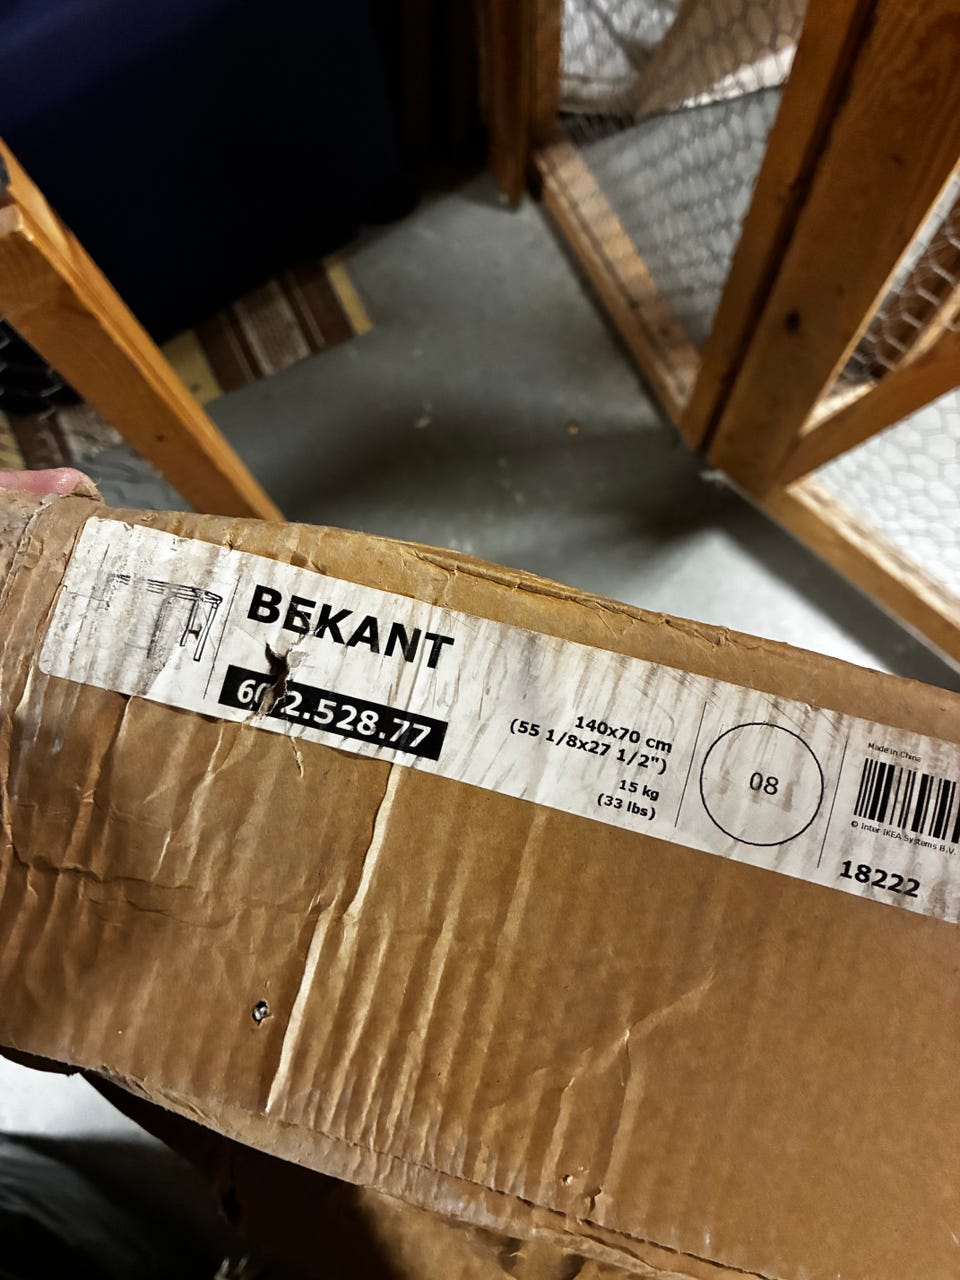 BEKANT
2.528.77
140x70 cm
(55 1/8x27 1/2")
15 kg
(33 lbs)
08
Made in China
© Inter IKEA Systems B.V.
18222